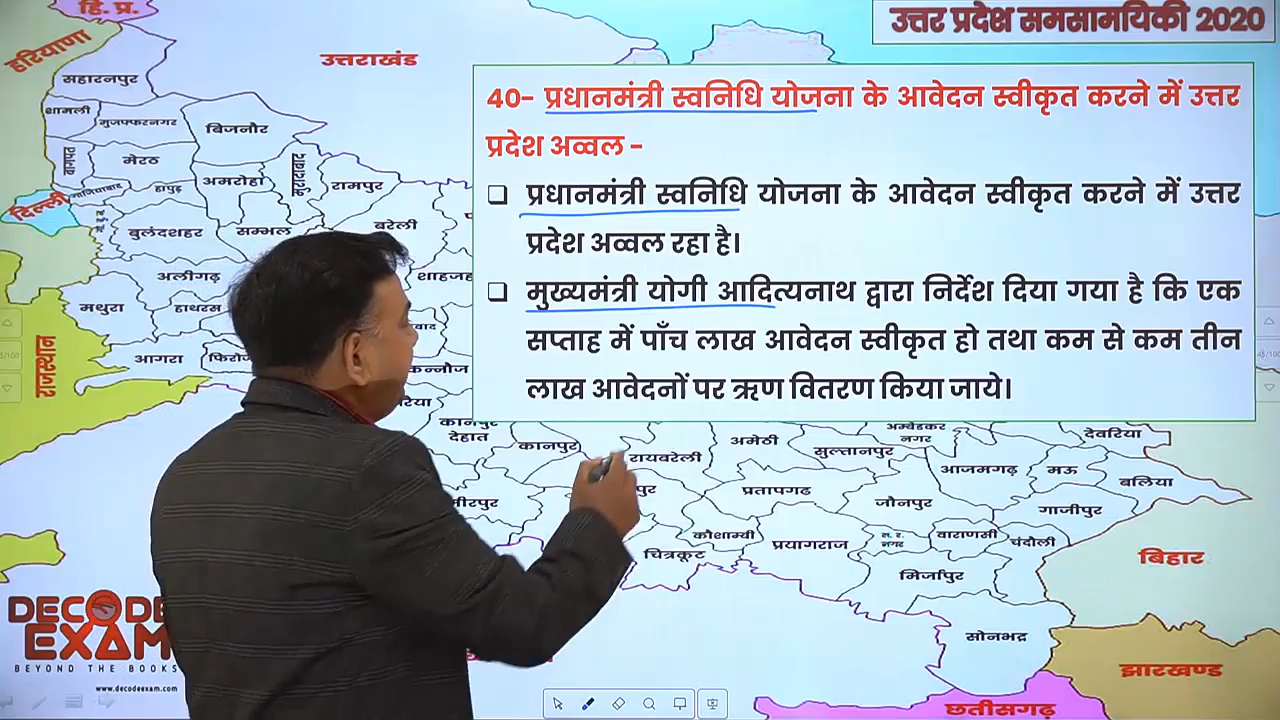 उत्तर प्रदेश समसामयिकी 2020
हि. प्र.
हरियाणा
उत्तराखंड
सहारनपुर
शामली
मुजफ्फरनगर
बिजनौर
बागपत
मेरठ
अमरोहा
मुरादाबाद
रामपुर
दिल्ली
गाजियाबाद
हापुड़
बुलंदशहर
सम्भल
बरेली
अलीगढ़
शाहजह
मथुरा
हाथरस
राजस्थान
आगरा
फिरोज
कन्नौज
40- प्रधानमंत्री स्वनिधि योजना के आवेदन स्वीकृत करने में उत्तर
प्रदेश अव्वल -
❑ प्रधानमंत्री स्वनिधि योजना के आवेदन स्वीकृत करने में उत्तर
प्रदेश अव्वल रहा है।
❑ मुख्यमंत्री योगी आदित्यनाथ द्वारा निर्देश दिया गया है कि एक
सप्ताह में पाँच लाख आवेदन स्वीकृत हो तथा कम से कम तीन
लाख आवेदनों पर ऋण वितरण किया जाये।
कानपुर
देहात
कानपुर
रायबरेली
अमेठी
सुल्तानपुर
अम्बेडकर
नगर
देवरिया
आजमगढ़
मऊ
बलिया
प्रतापगढ़
जौनपुर
गाजीपुर
कौशाम्बी
चित्रकूट
प्रयागराज
स. र.
नगर
वाराणसी
चंदौली
बिहार
मिर्जापुर
सोनभद्र
झारखण्ड
छत्तीसगढ़
DECODE
EXAM
BEYOND THE BOOKS
www.decodeexam.com